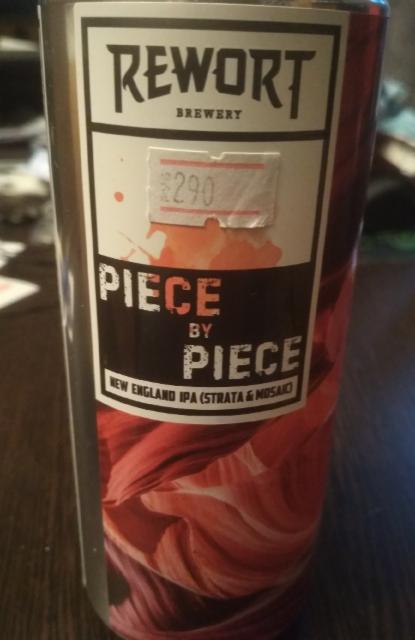 REWORT
BREWERY
290
PIECE
BY
PIECE
NEW ENGLAND IPA (STRATA & MOSAIC)